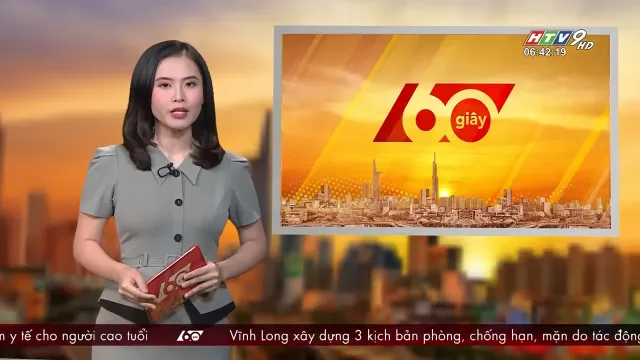 HTV9 HD
06:42:19
60 giây
60
n y tế cho người cao tuổi 60 Vĩnh Long xây dựng 3 kịch bản phòng, chống hạn, mặn do tác động